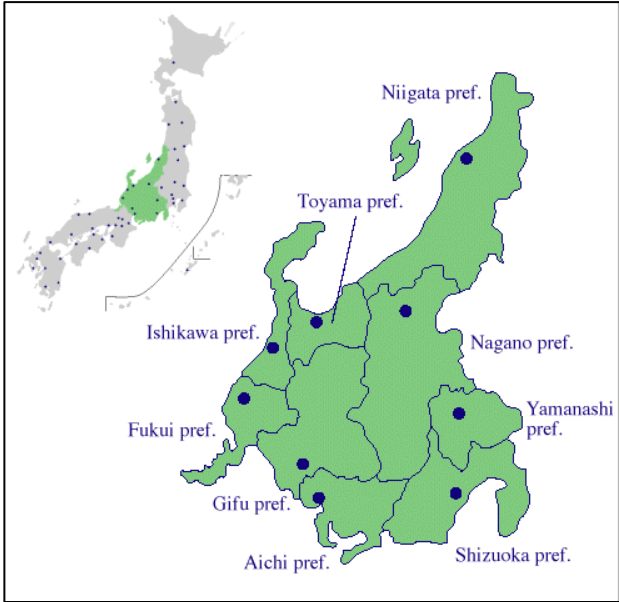 Niigata pref.
Toyama pref.
Ishikawa pref.
Nagano pref.
Yamanashi
pref.
Fukui pref.
Gifu pref.
Aichi pref.
Shizuoka pref.